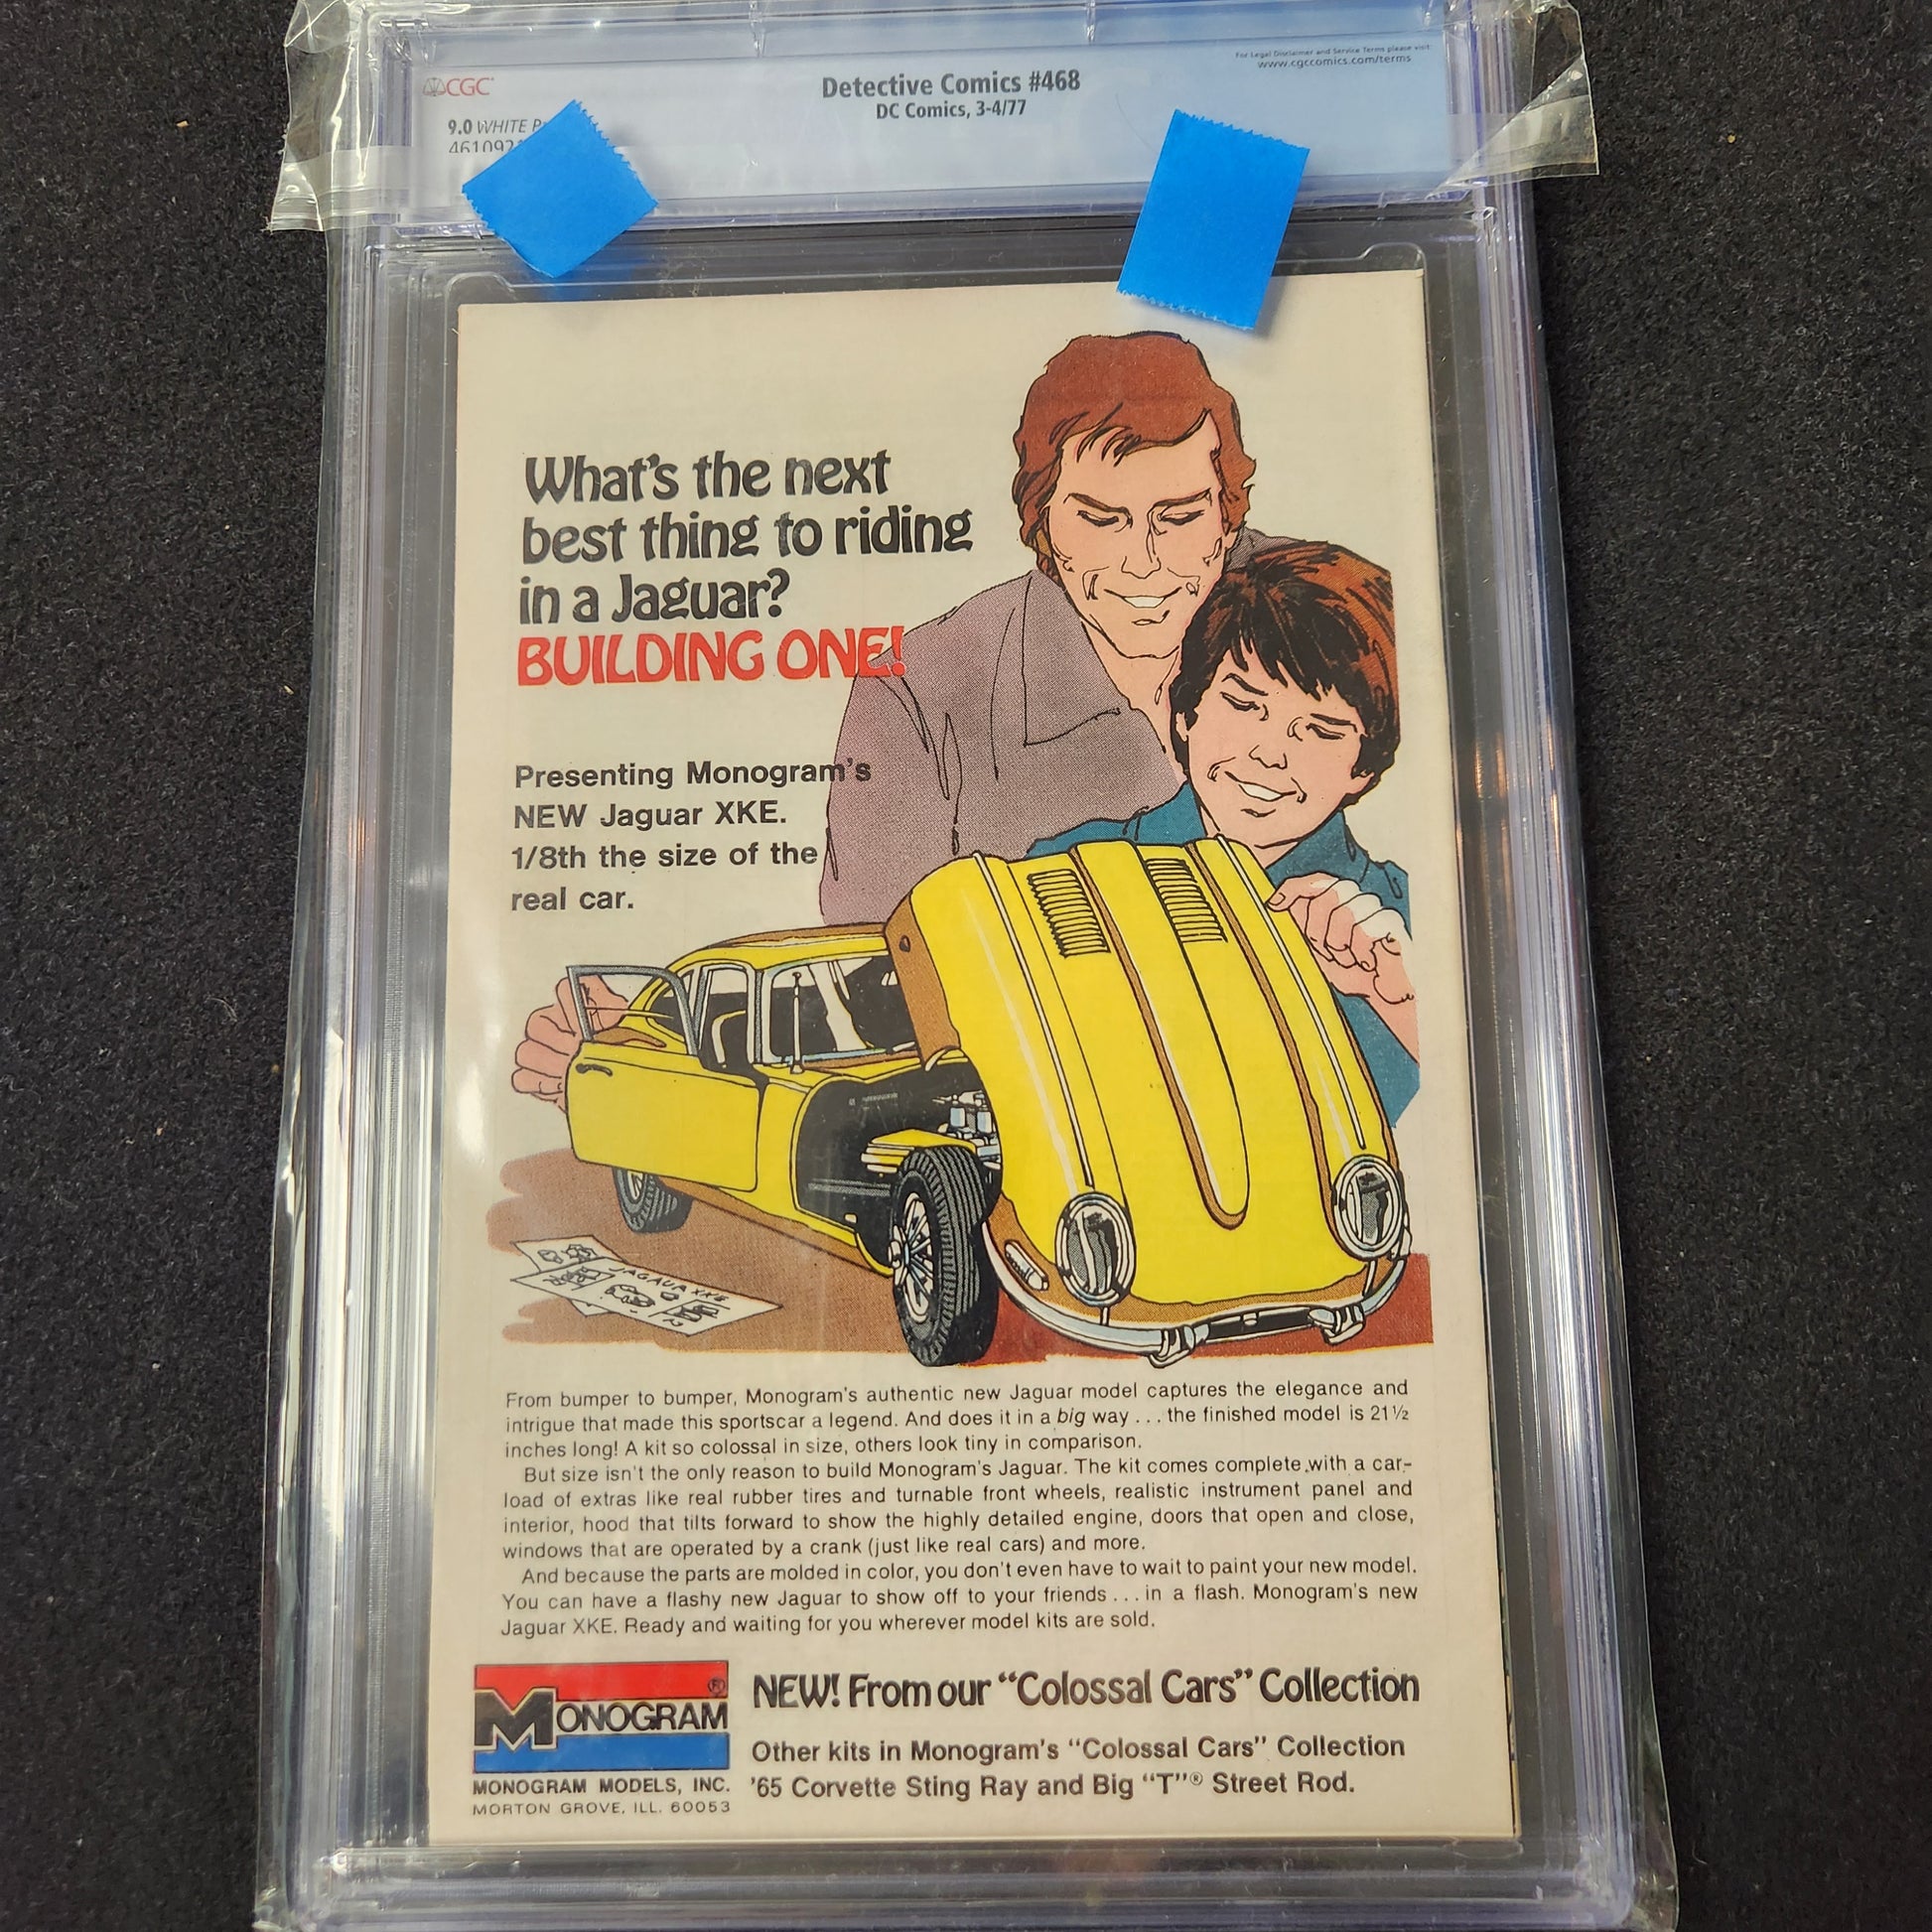 For Legal Disclaimer and Service Terms please visit
www.cgccomics.com/terms
CGC
Detective Comics #468
DC Comics, 3-4/77
9.0 WHITE
What's the next
best thing to riding
in a Jaguar?
BUILDING ONE!
Presenting Monogram's
NEW Jaguar XKE.
1/8th the size of the
real car.
JAGAUR XKE
From bumper to bumper, Monogram's authentic new Jaguar model captures the elegance and
intrigue that made this sportscar a legend. And does it in a big way . . . the finished model is 21½
inches long! A kit so colossal in size, others look tiny in comparison.
But size isn't the only reason to build Monogram's Jaguar. The kit comes complete with a car-
load of extras like real rubber tires and turnable front wheels, realistic instrument panel and
interior, hood that tilts forward to show the highly detailed engine, doors that open and close,
windows that are operated by a crank (just like real cars) and more.
And because the parts are molded in color, you don't even have to wait to paint your new model.
You can have a flashy new Jaguar to show off to your friends . . . in a flash. Monogram's new
Jaguar XKE. Ready and waiting for you wherever model kits are sold.
MONOGRAM ®
MONOGRAM MODELS, INC.
MORTON GROVE, ILL. 60053
NEW! From our "Colossal Cars" Collection
Other kits in Monogram's "Colossal Cars" Collection
'65 Corvette Sting Ray and Big "T"® Street Rod.